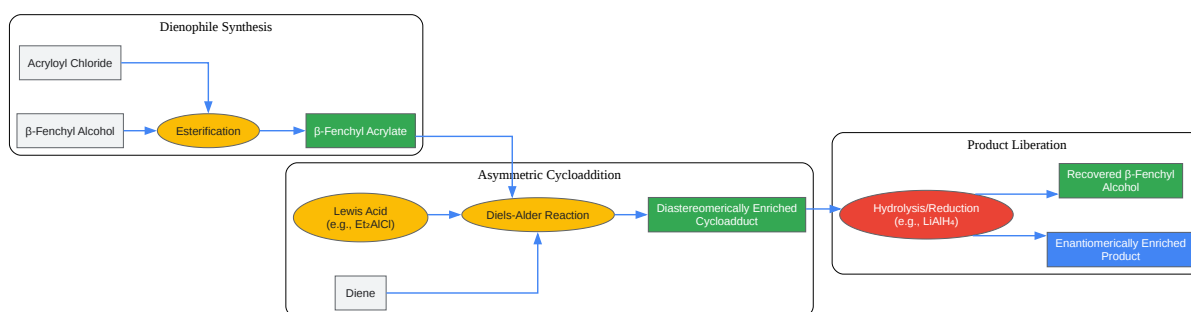 Dienophile Synthesis
Acryloyl Chloride
β-Fenchyl Alcohol
Esterification
β-Fenchyl Acrylate
Asymmetric Cycloaddition
Lewis Acid
(e.g., Et₂AlCl)
Diels-Alder Reaction
Diastereomerically Enriched
Cycloadduct
Diene
Product Liberation
Hydrolysis/Reduction
(e.g., LiAlH₄)
Recovered β-Fenchyl
Alcohol
Enantiomerically Enriched
Product